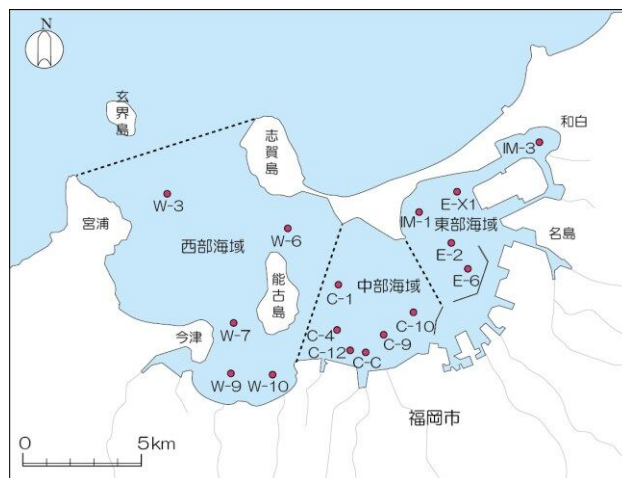 N
玄界島
志賀島
和白
IM-3
W-3
E-X1
宮浦
IM-1
東部海域
名島
W-6
西部海域
E-2
能古島
中部海域
E-6
C-1
C-10
今津
W-7
C-4
C-9
C-12
C-C
W-9
W-10
福岡市
0
5km